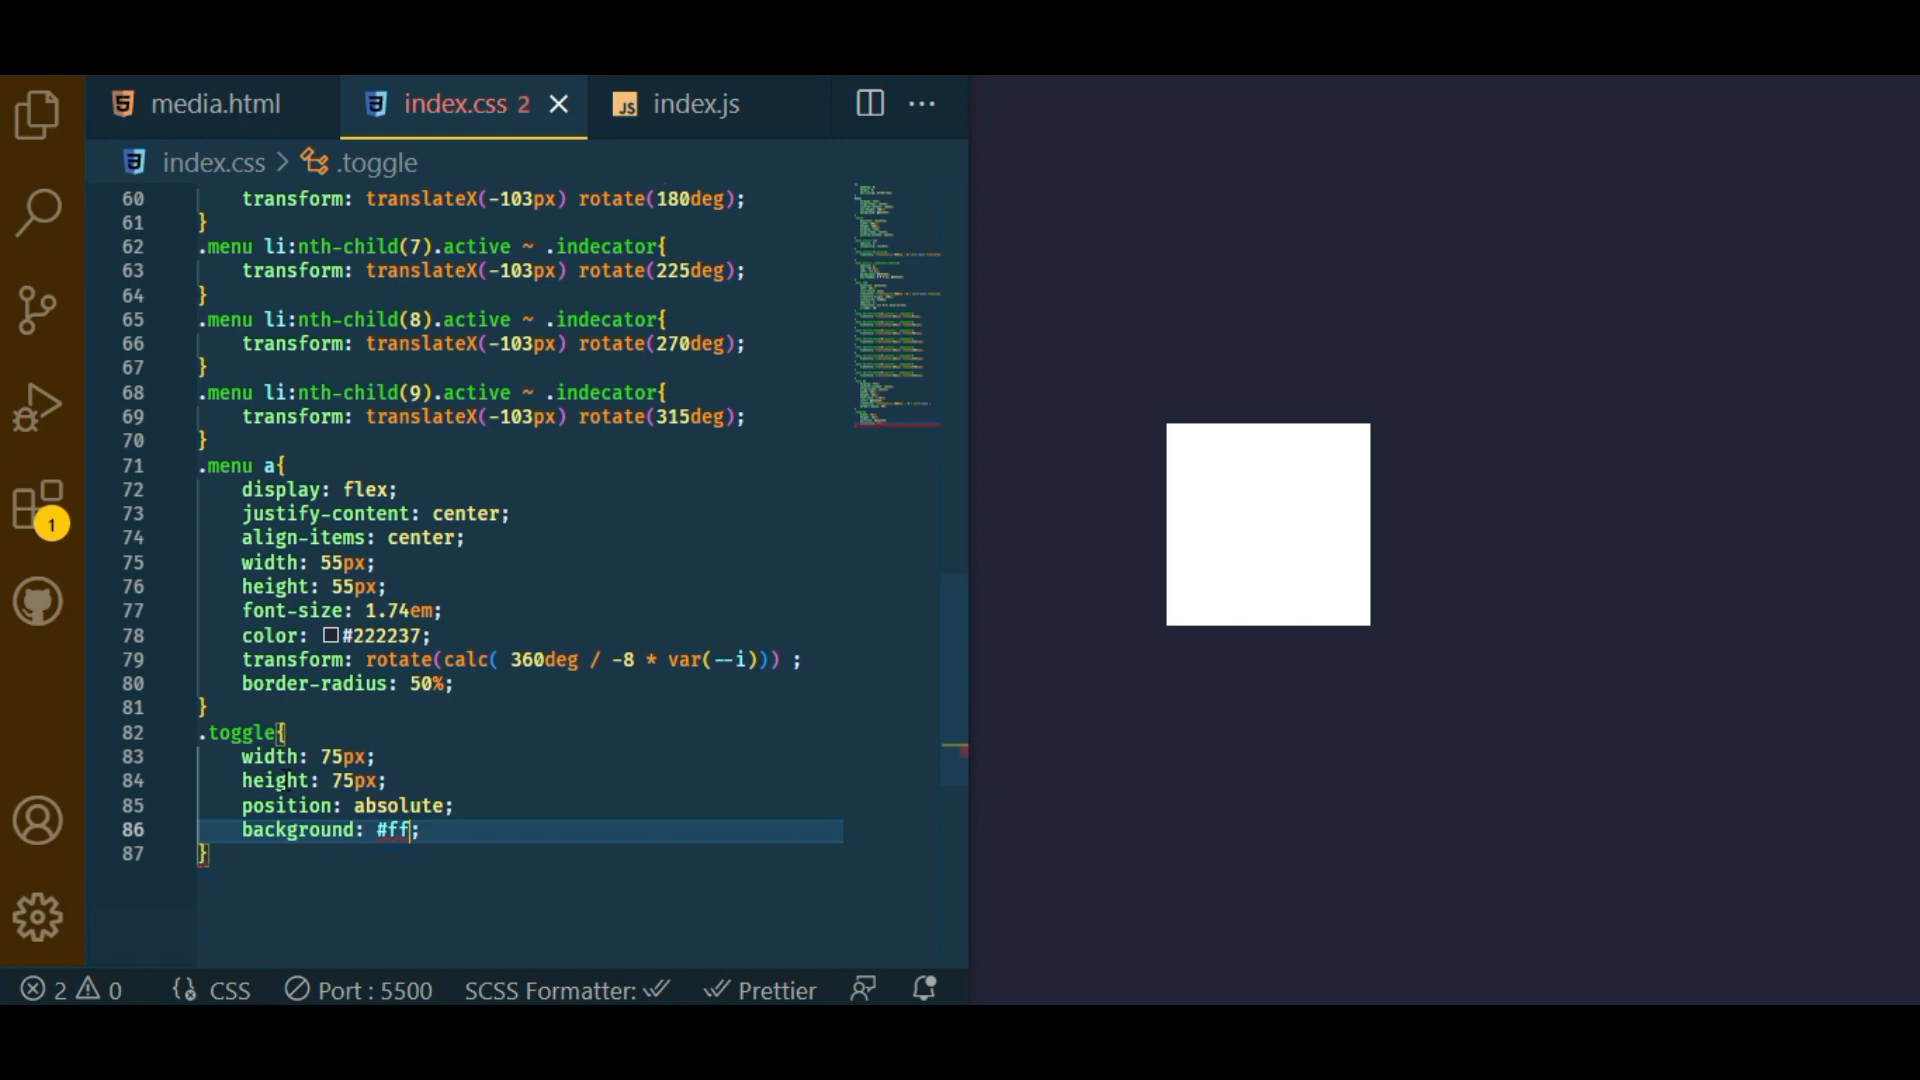 media.html
index.css 2
index.js
index.css > .toggle
60 transform: translateX(-103px) rotate(180deg);
61 }
62 .menu li:nth-child(7).active ~ .indecator{
63 transform: translateX(-103px) rotate(225deg);
64 }
65 .menu li:nth-child(8).active ~ .indecator{
66 transform: translateX(-103px) rotate(270deg);
67 }
68 .menu li:nth-child(9).active ~ .indecator{
69 transform: translateX(-103px) rotate(315deg);
70 }
71 .menu a{
72 display: flex;
73 justify-content: center;
74 align-items: center;
75 width: 55px;
76 height: 55px;
77 font-size: 1.74em;
78 color: #222237;
79 transform: rotate(calc( 360deg / -8 * var(--i))) ;
80 border-radius: 50%;
81 }
82 .toggle{
83 width: 75px;
84 height: 75px;
85 position: absolute;
86 background: #ff;
87 }
1
2 0 CSS Port : 5500 SCSS Formatter: Prettier